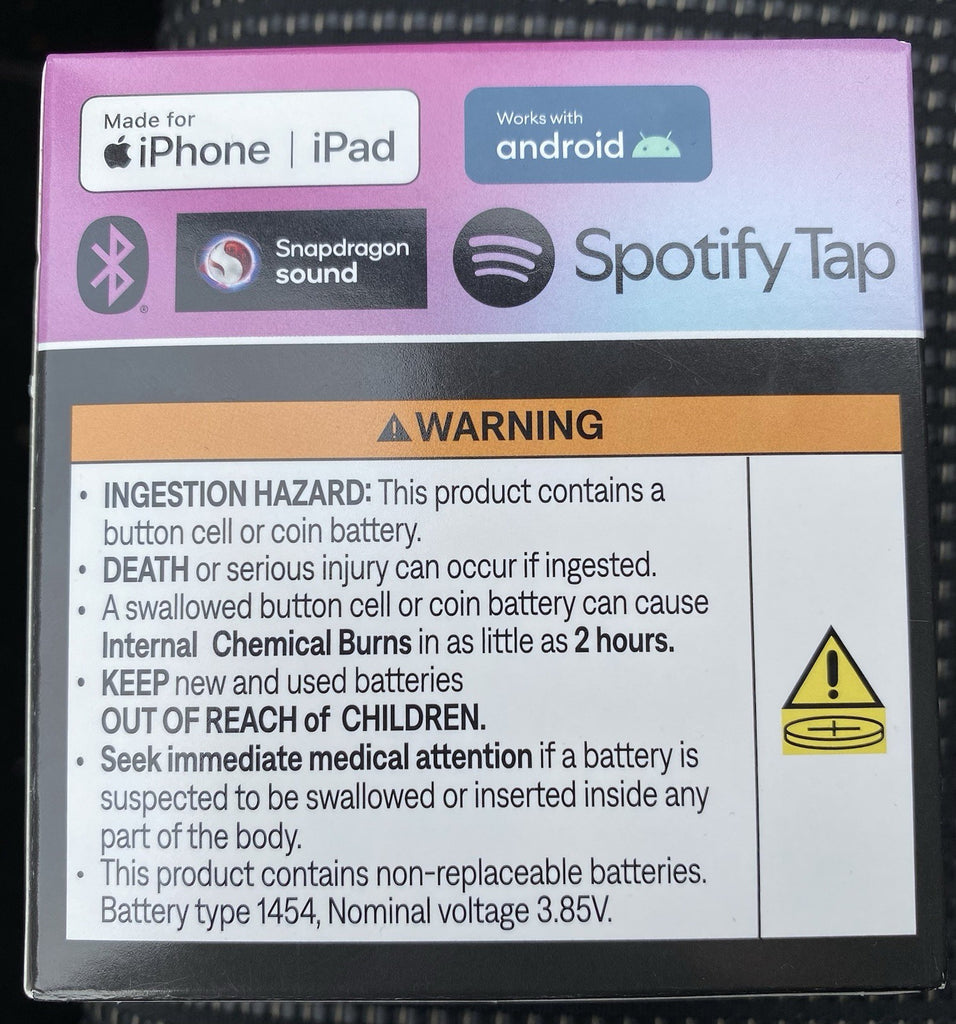 Made for
iPhone | iPad
Works with
android
Snapdragon
sound
Spotify Tap
®
WARNING
• INGESTION HAZARD: This product contains a
button cell or coin battery.
• DEATH or serious injury can occur if ingested.
• A swallowed button cell or coin battery can cause
Internal Chemical Burns in as little as 2 hours.
• KEEP new and used batteries
OUT OF REACH of CHILDREN.
• Seek immediate medical attention if a battery is
suspected to be swallowed or inserted inside any
part of the body.
• This product contains non-replaceable batteries.
Battery type 1454, Nominal voltage 3.85V.